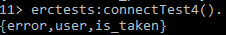 11> erctests:connectTest4().
{error,user,is_taken}